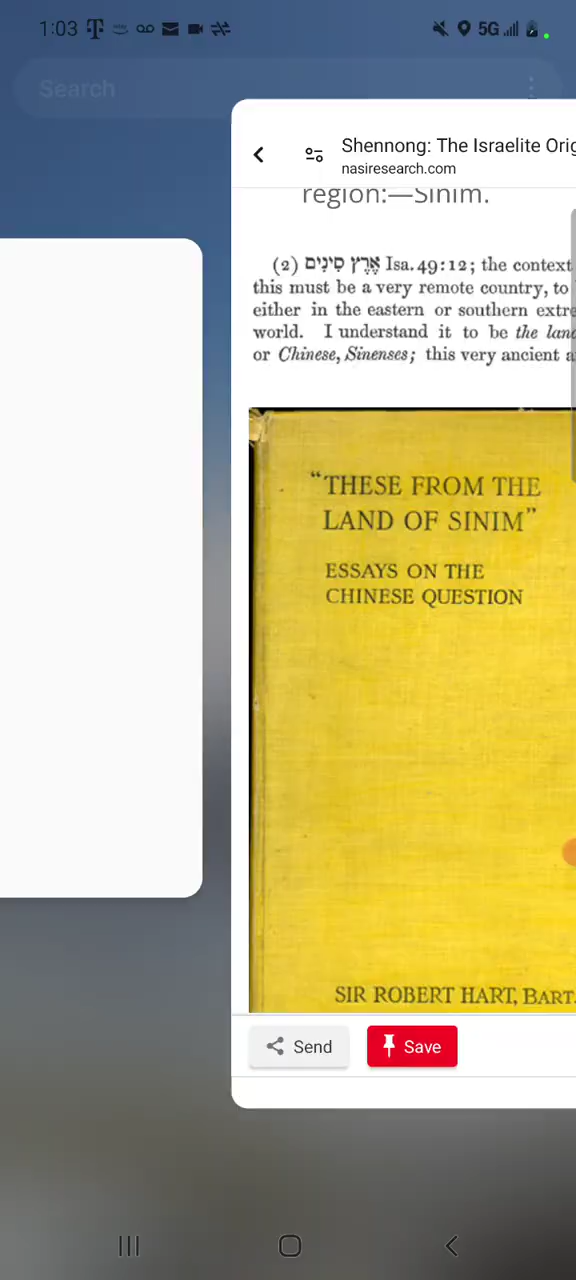 1:03
5G
Search
Shennong: The Israelite Orig
nasiresearch.com
region:—Sinim.
(2) אֶרֶץ סִינִים Isa. 49:12; the context
this must be a very remote country, to
either in the eastern or southern extre
world. I understand it to be the land
or Chinese, Sinenses; this very ancient a
"THESE FROM THE
LAND OF SINIM"
ESSAYS ON THE
CHINESE QUESTION
SIR ROBERT HART, BART.
Send
Save